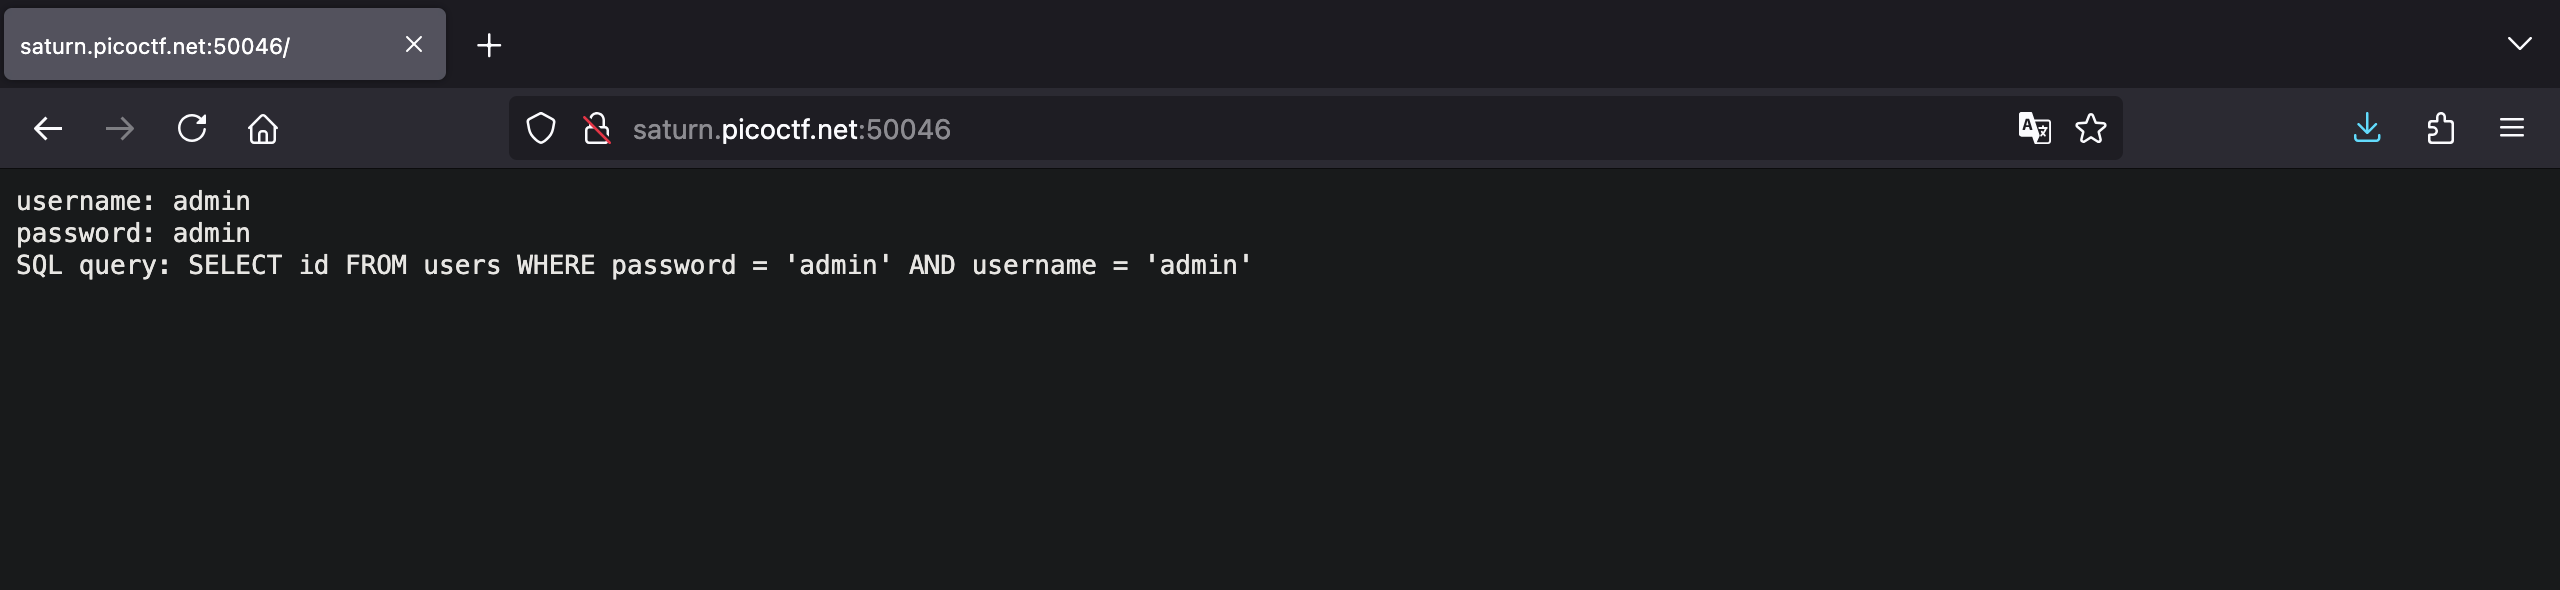 saturn.picoctf.net:50046/
saturn.picoctf.net:50046
username: admin
password: admin
SQL query: SELECT id FROM users WHERE password = 'admin' AND username = 'admin'